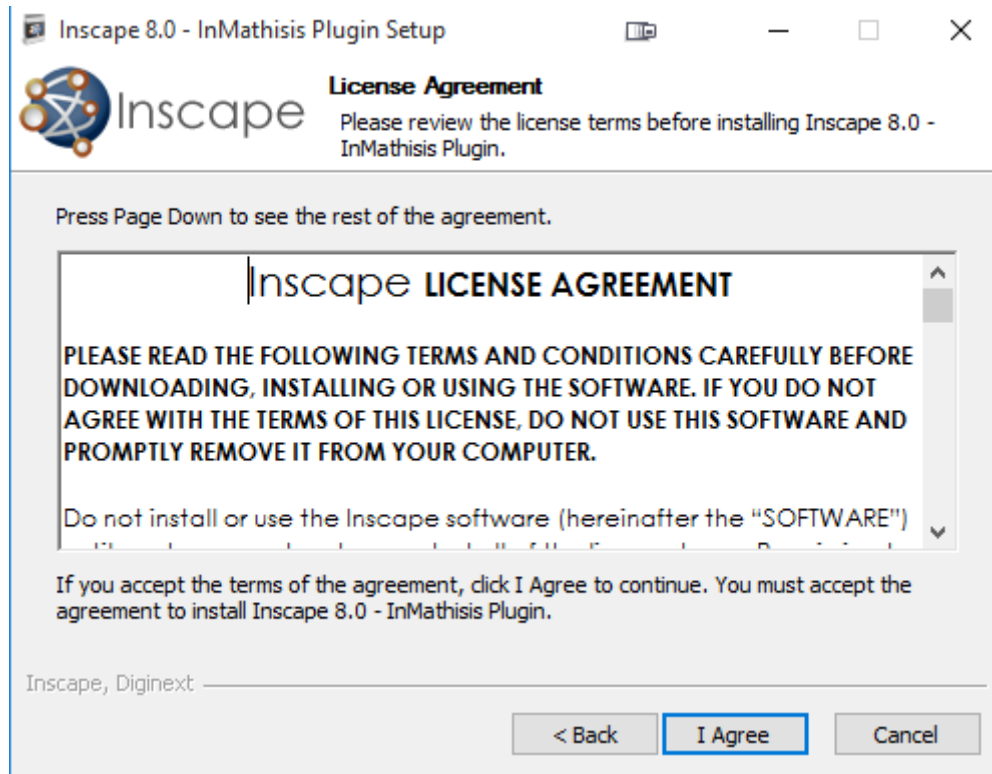 Inscape 8.0 - InMathisis Plugin Setup
Inscape
License Agreement
Please review the license terms before installing Inscape 8.0 -
InMathisis Plugin.
Press Page Down to see the rest of the agreement.
Inscape LICENSE AGREEMENT
PLEASE READ THE FOLLOWING TERMS AND CONDITIONS CAREFULLY BEFORE
DOWNLOADING, INSTALLING OR USING THE SOFTWARE. IF YOU DO NOT
AGREE WITH THE TERMS OF THIS LICENSE, DO NOT USE THIS SOFTWARE AND
PROMPTLY REMOVE IT FROM YOUR COMPUTER.
Do not install or use the Inscape software (hereinafter the “SOFTWARE”)
If you accept the terms of the agreement, click I Agree to continue. You must accept the
agreement to install Inscape 8.0 - InMathisis Plugin.
Inscape, Diginext
< Back
I Agree
Cancel